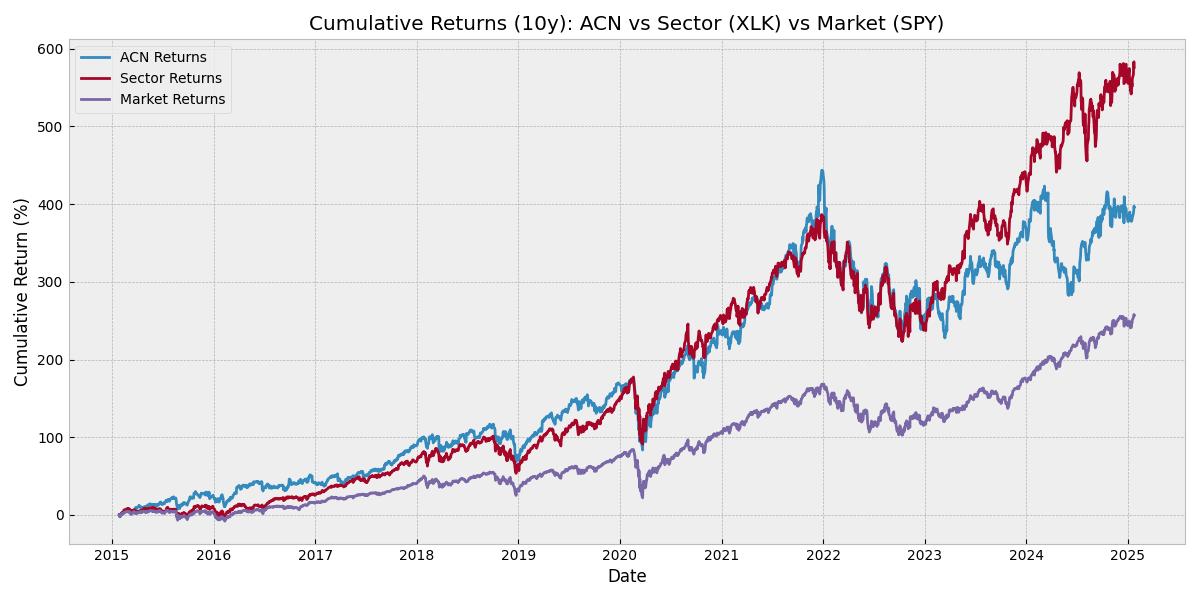 Cumulative Returns (10y): ACN vs Sector (XLK) vs Market (SPY)
ACN Returns
Sector Returns
Market Returns
Cumulative Return (%)
600
500
400
300
200
100
0
2015 2016 2017 2018 2019 2020 2021 2022 2023 2024 2025
Date